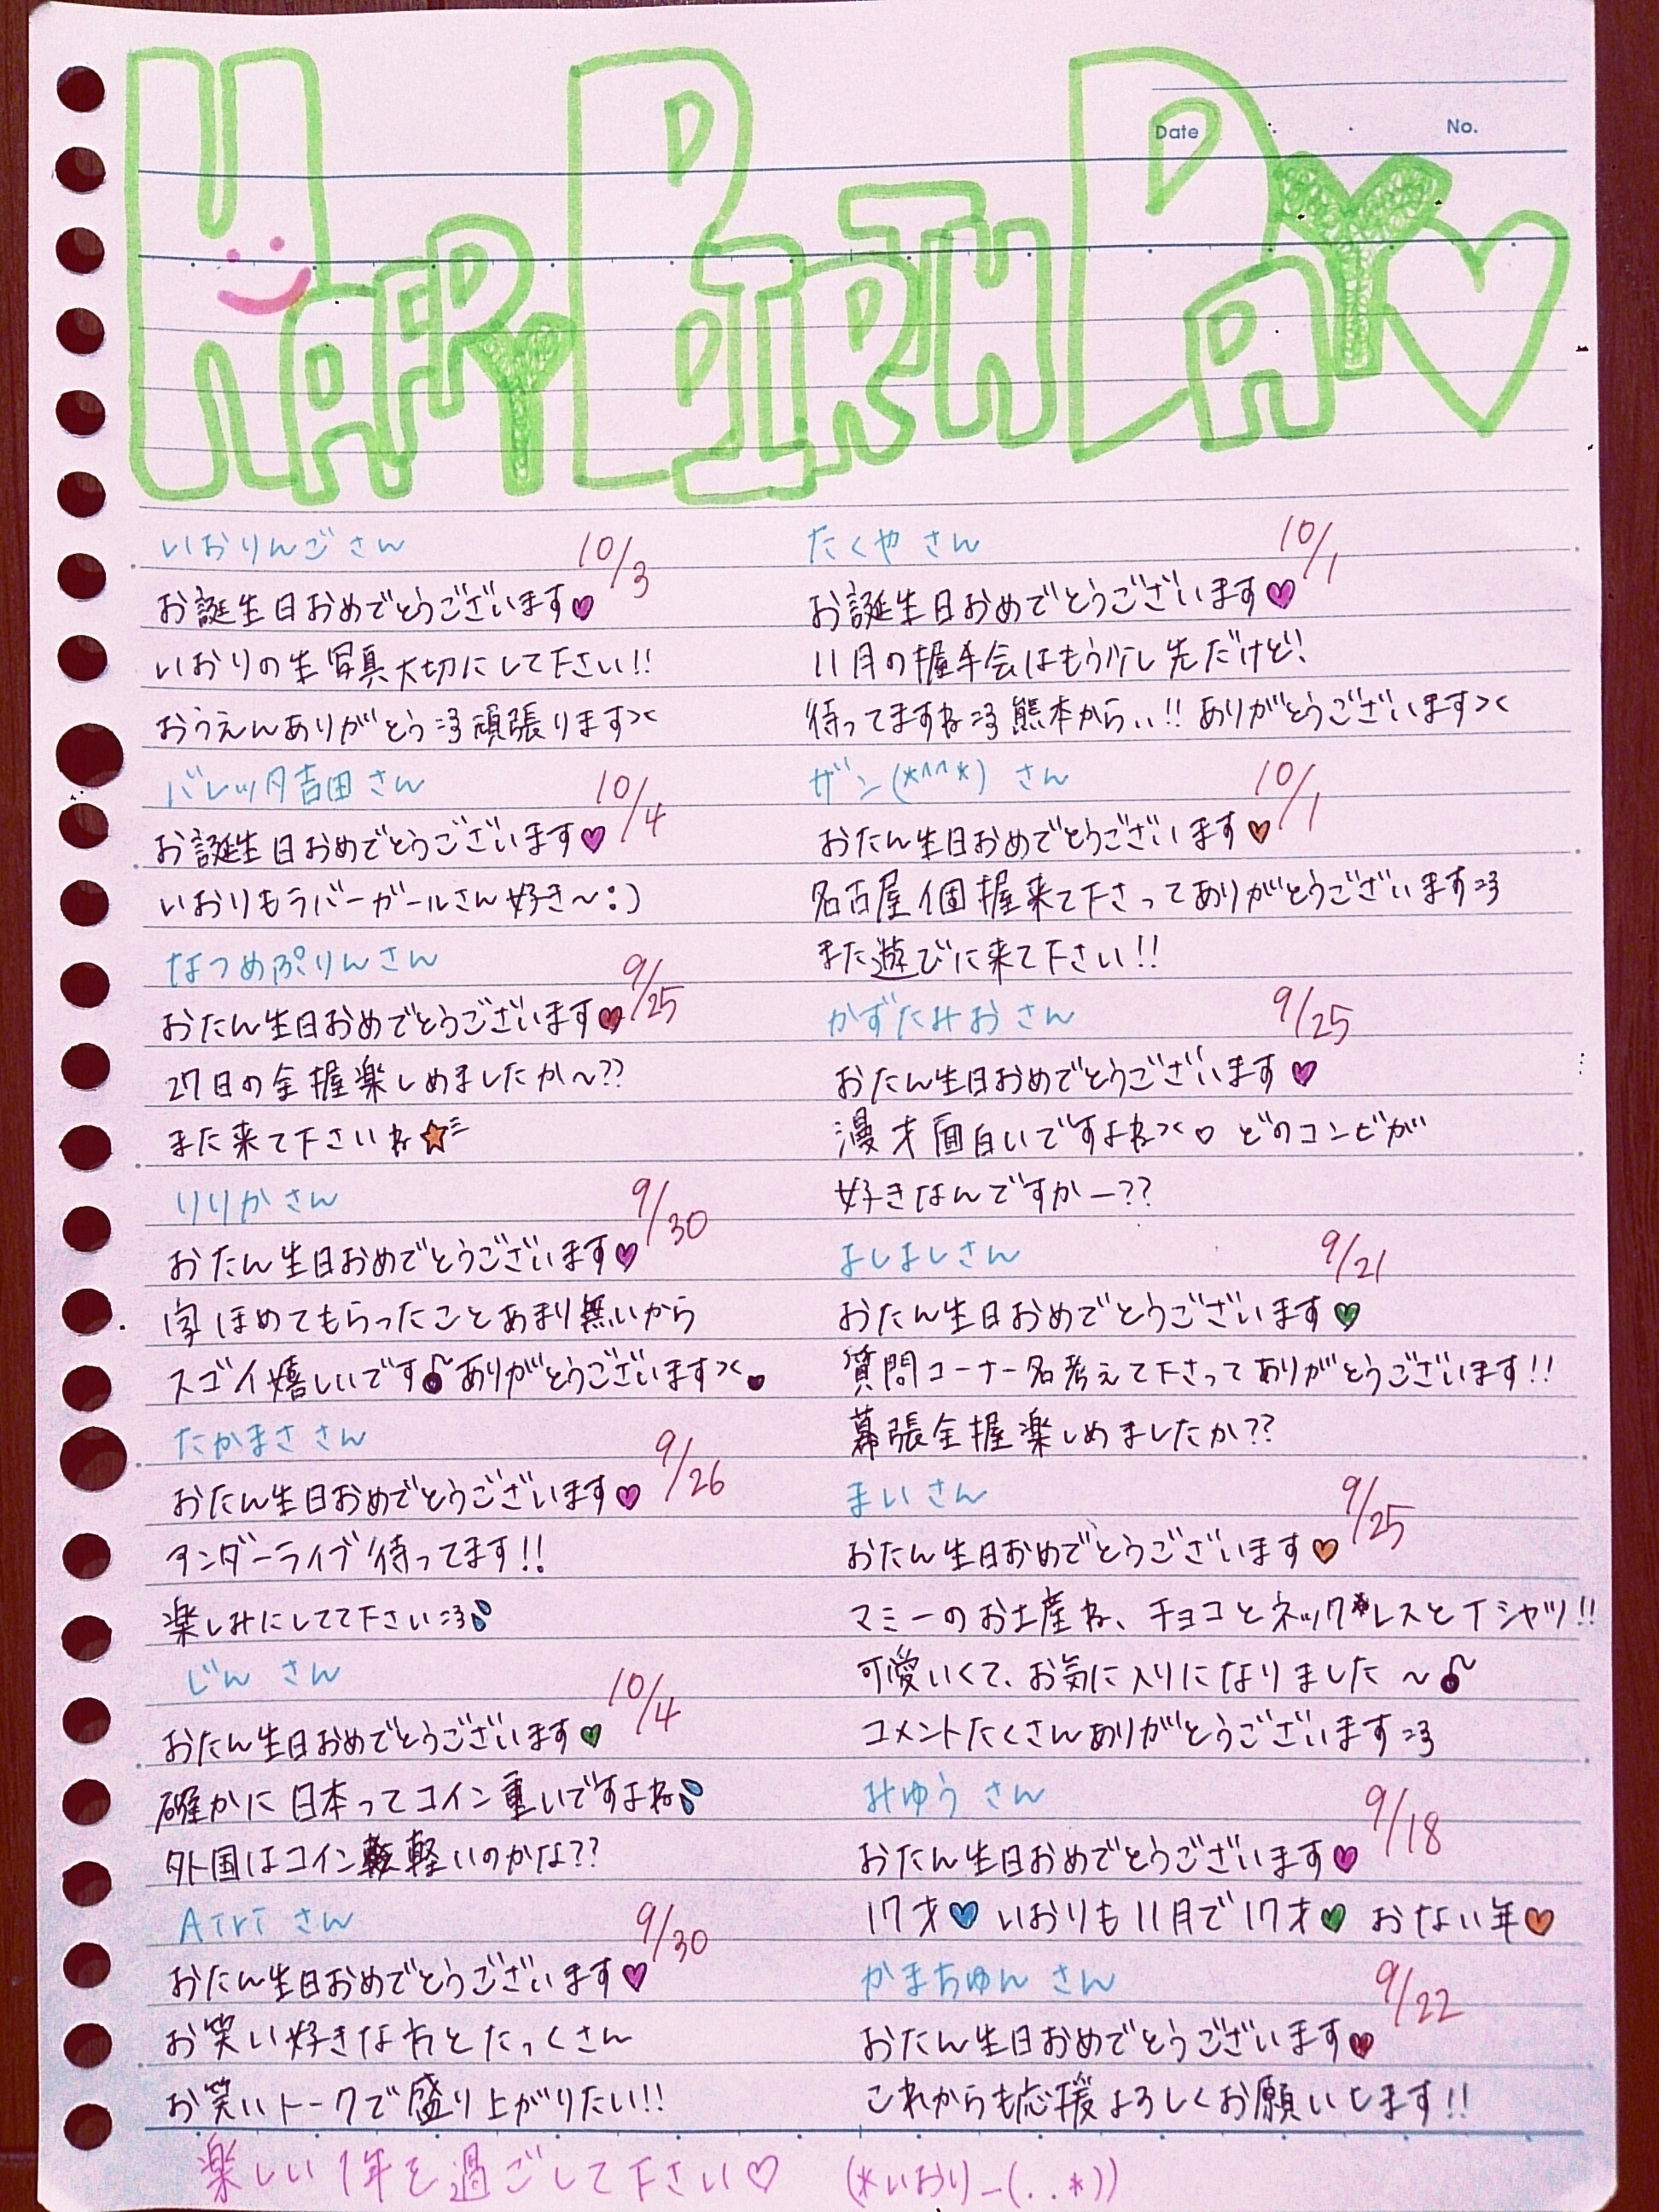 HAPPY BIRTHDAY♡
Date . . No.
いおりんごさん 10/3
お誕生日おめでとうございます♥
いおりの生写真大切にして下さい!!
おうえんありがとう:3頑張ります><
バレッタ吉田さん 10/4
お誕生日おめでとうございます♥
いおりもラバーガールさん好き〜:)
なつめぷりんさん 9/25
おたん生日おめでとうございます♥
27日の全握楽しめましたか〜??
また来て下さいね☆彡
りりかさん 9/30
おたん生日おめでとうございます♥
字ほめてもらったことあまり無いから
スゴイ嬉しいです♪ありがとうございます><
たかまささん 9/26
おたん生日おめでとうございます♥
アンダーライブ待ってます!!
楽しみにしてて下さい:3
じんさん 10/4
おたん生日おめでとうございます♥
確かに日本ってコイン重いですよね
外国はコイン軽いのかな??
Airiさん 9/30
おたん生日おめでとうございます♥
お笑い好きな方とたっくさん
お笑いトークで盛り上がりたい!!
たくやさん 10/1
お誕生日おめでとうございます♥
11月の握手会はもう少し先だけど!
待ってますね:3熊本から,,!!ありがとうございます><
ザン(*^^*)さん 10/1
おたん生日おめでとうございます♥
名古屋個握来て下さってありがとうございます:3
また遊びに来て下さい!!
かずたみおさん 9/25
おたん生日おめでとうございます♥
漫才面白いですよね><♡ どのコンビが
好きなんですかー??
よしよしさん 9/21
おたん生日おめでとうございます♥
質問コーナー名考えて下さってありがとうございます!!
幕張全握楽しめましたか??
まいさん 9/25
おたん生日おめでとうございます♥
マミーのお土産ね、チョコとネックレスとTシャツ!!
可愛いくて、お気に入りになりました〜♪
コメントたくさんありがとうございます:3
みゆうさん 9/18
おたん生日おめでとうございます♥
17才♥いおりも11月で17才♥おない年♥
かまちゅんさん 9/22
おたん生日おめでとうございます♥
これからも応援よろしくお願いします!!
楽しい1年を過ごして下さい♡ (*いおり_(..*))